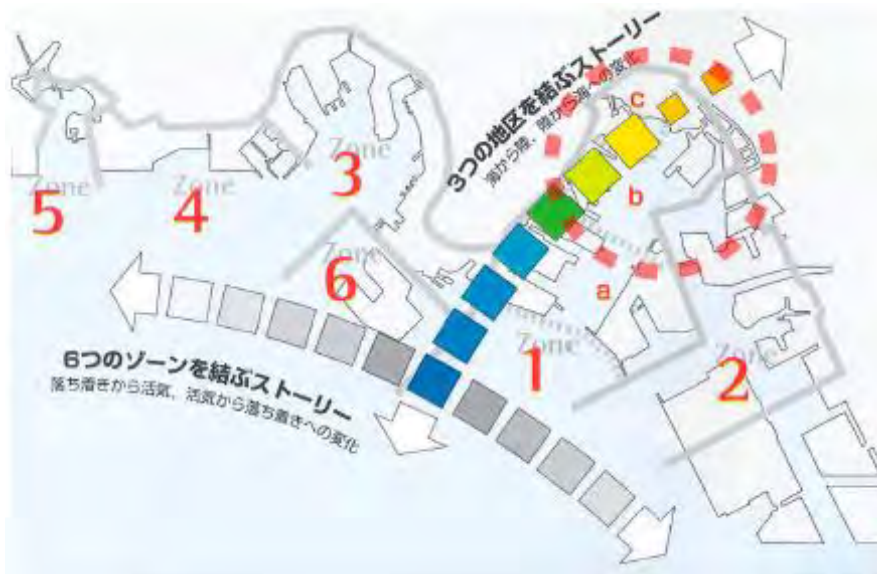 3つの地区を結ぶストーリー
海から陸、陸から海への変化
c
b
a
Zone
5
Zone
4
Zone
3
Zone
6
Zone
1
Zone
2
6つのゾーンを結ぶストーリー
落ち着きから活気、活気から落ち着きへの変化